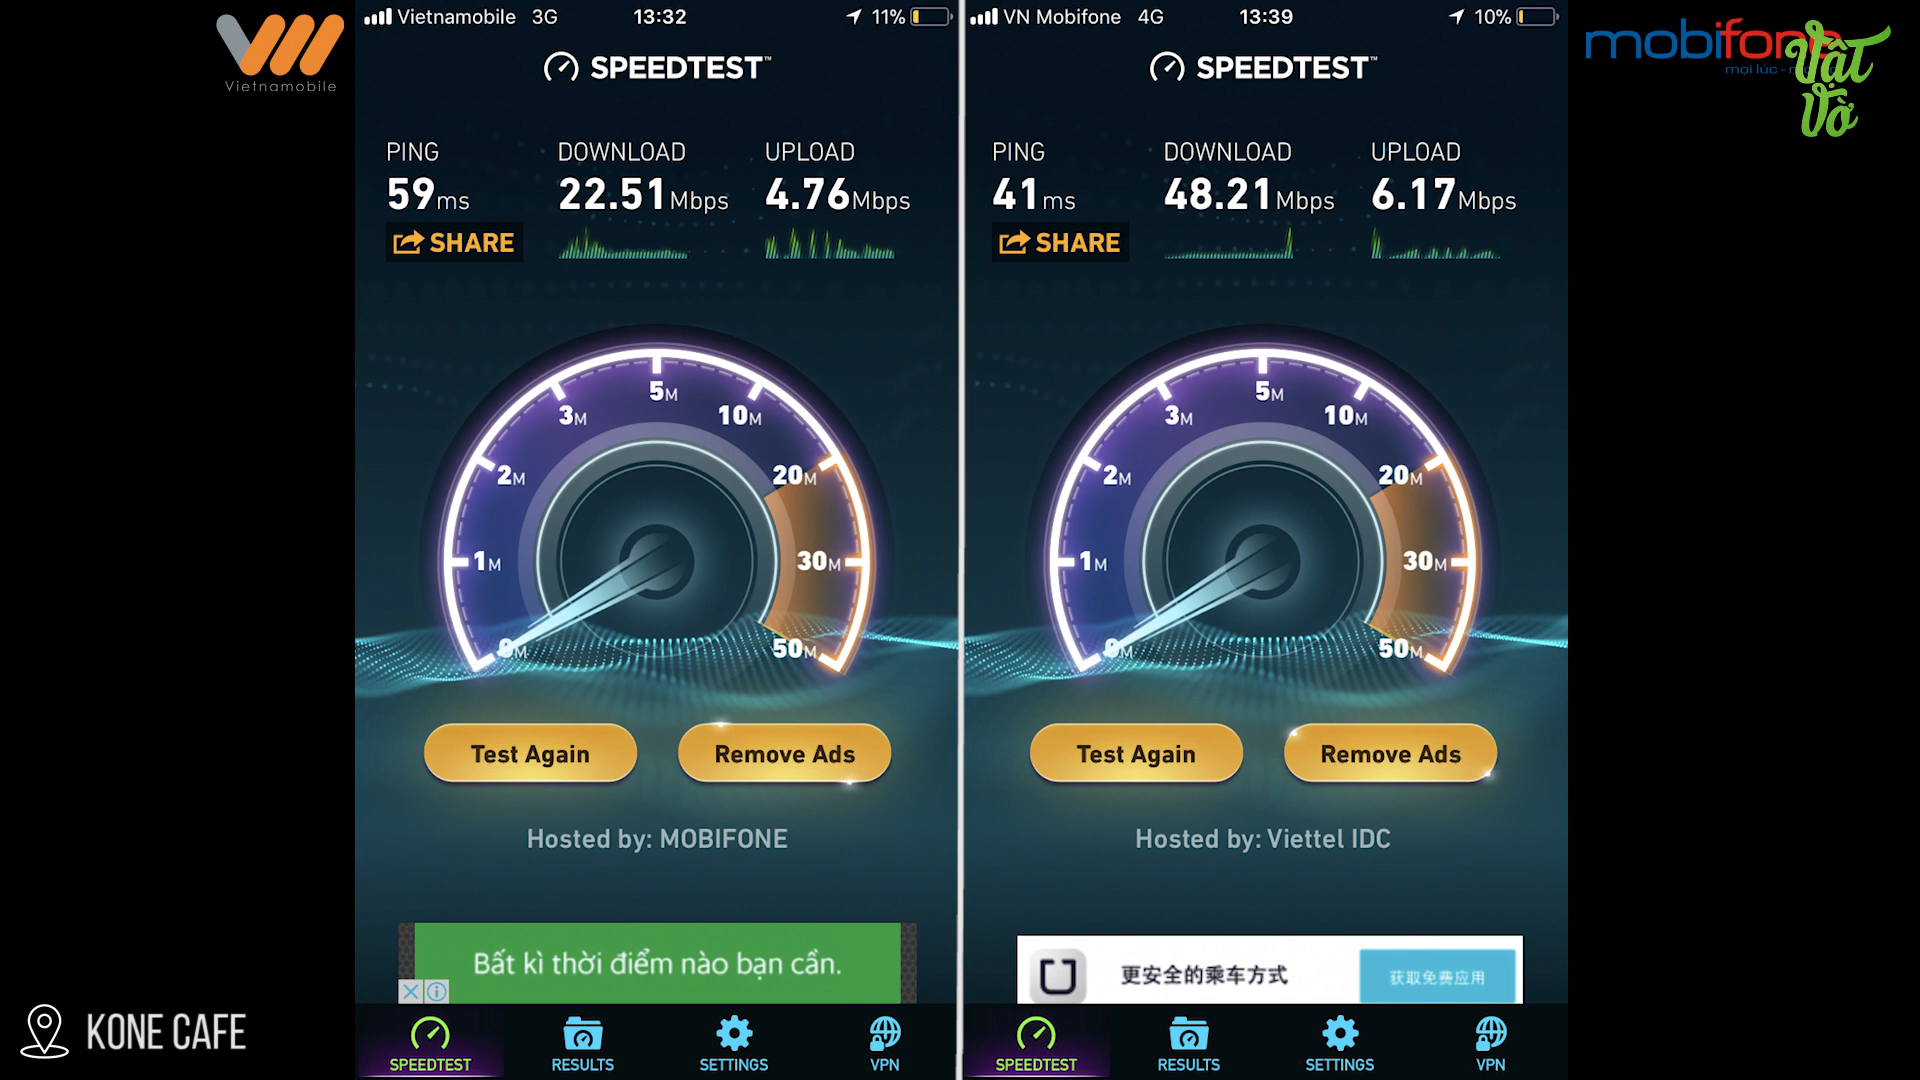 Vietnamobile
Vietnamobile 3G 13:32 11%
SPEEDTEST™
PING DOWNLOAD UPLOAD
59ms 22.51Mbps 4.76Mbps
SHARE
0M
1M
2M
3M
5M
10M
20M
30M
50M
Test Again Remove Ads
Hosted by: MOBIFONE
Bất kì thời điểm nào bạn cần.
SPEEDTEST RESULTS SETTINGS VPN
VN Mobifone 4G 13:39 10%
SPEEDTEST™
PING DOWNLOAD UPLOAD
41ms 48.21Mbps 6.17Mbps
SHARE
0M
1M
2M
3M
5M
10M
20M
30M
50M
Test Again Remove Ads
Hosted by: Viettel IDC
更安全的乘车方式 获取免费应用
SPEEDTEST RESULTS SETTINGS VPN
mobifone
mọi lúc -
Vật
Vờ
KONE CAFE